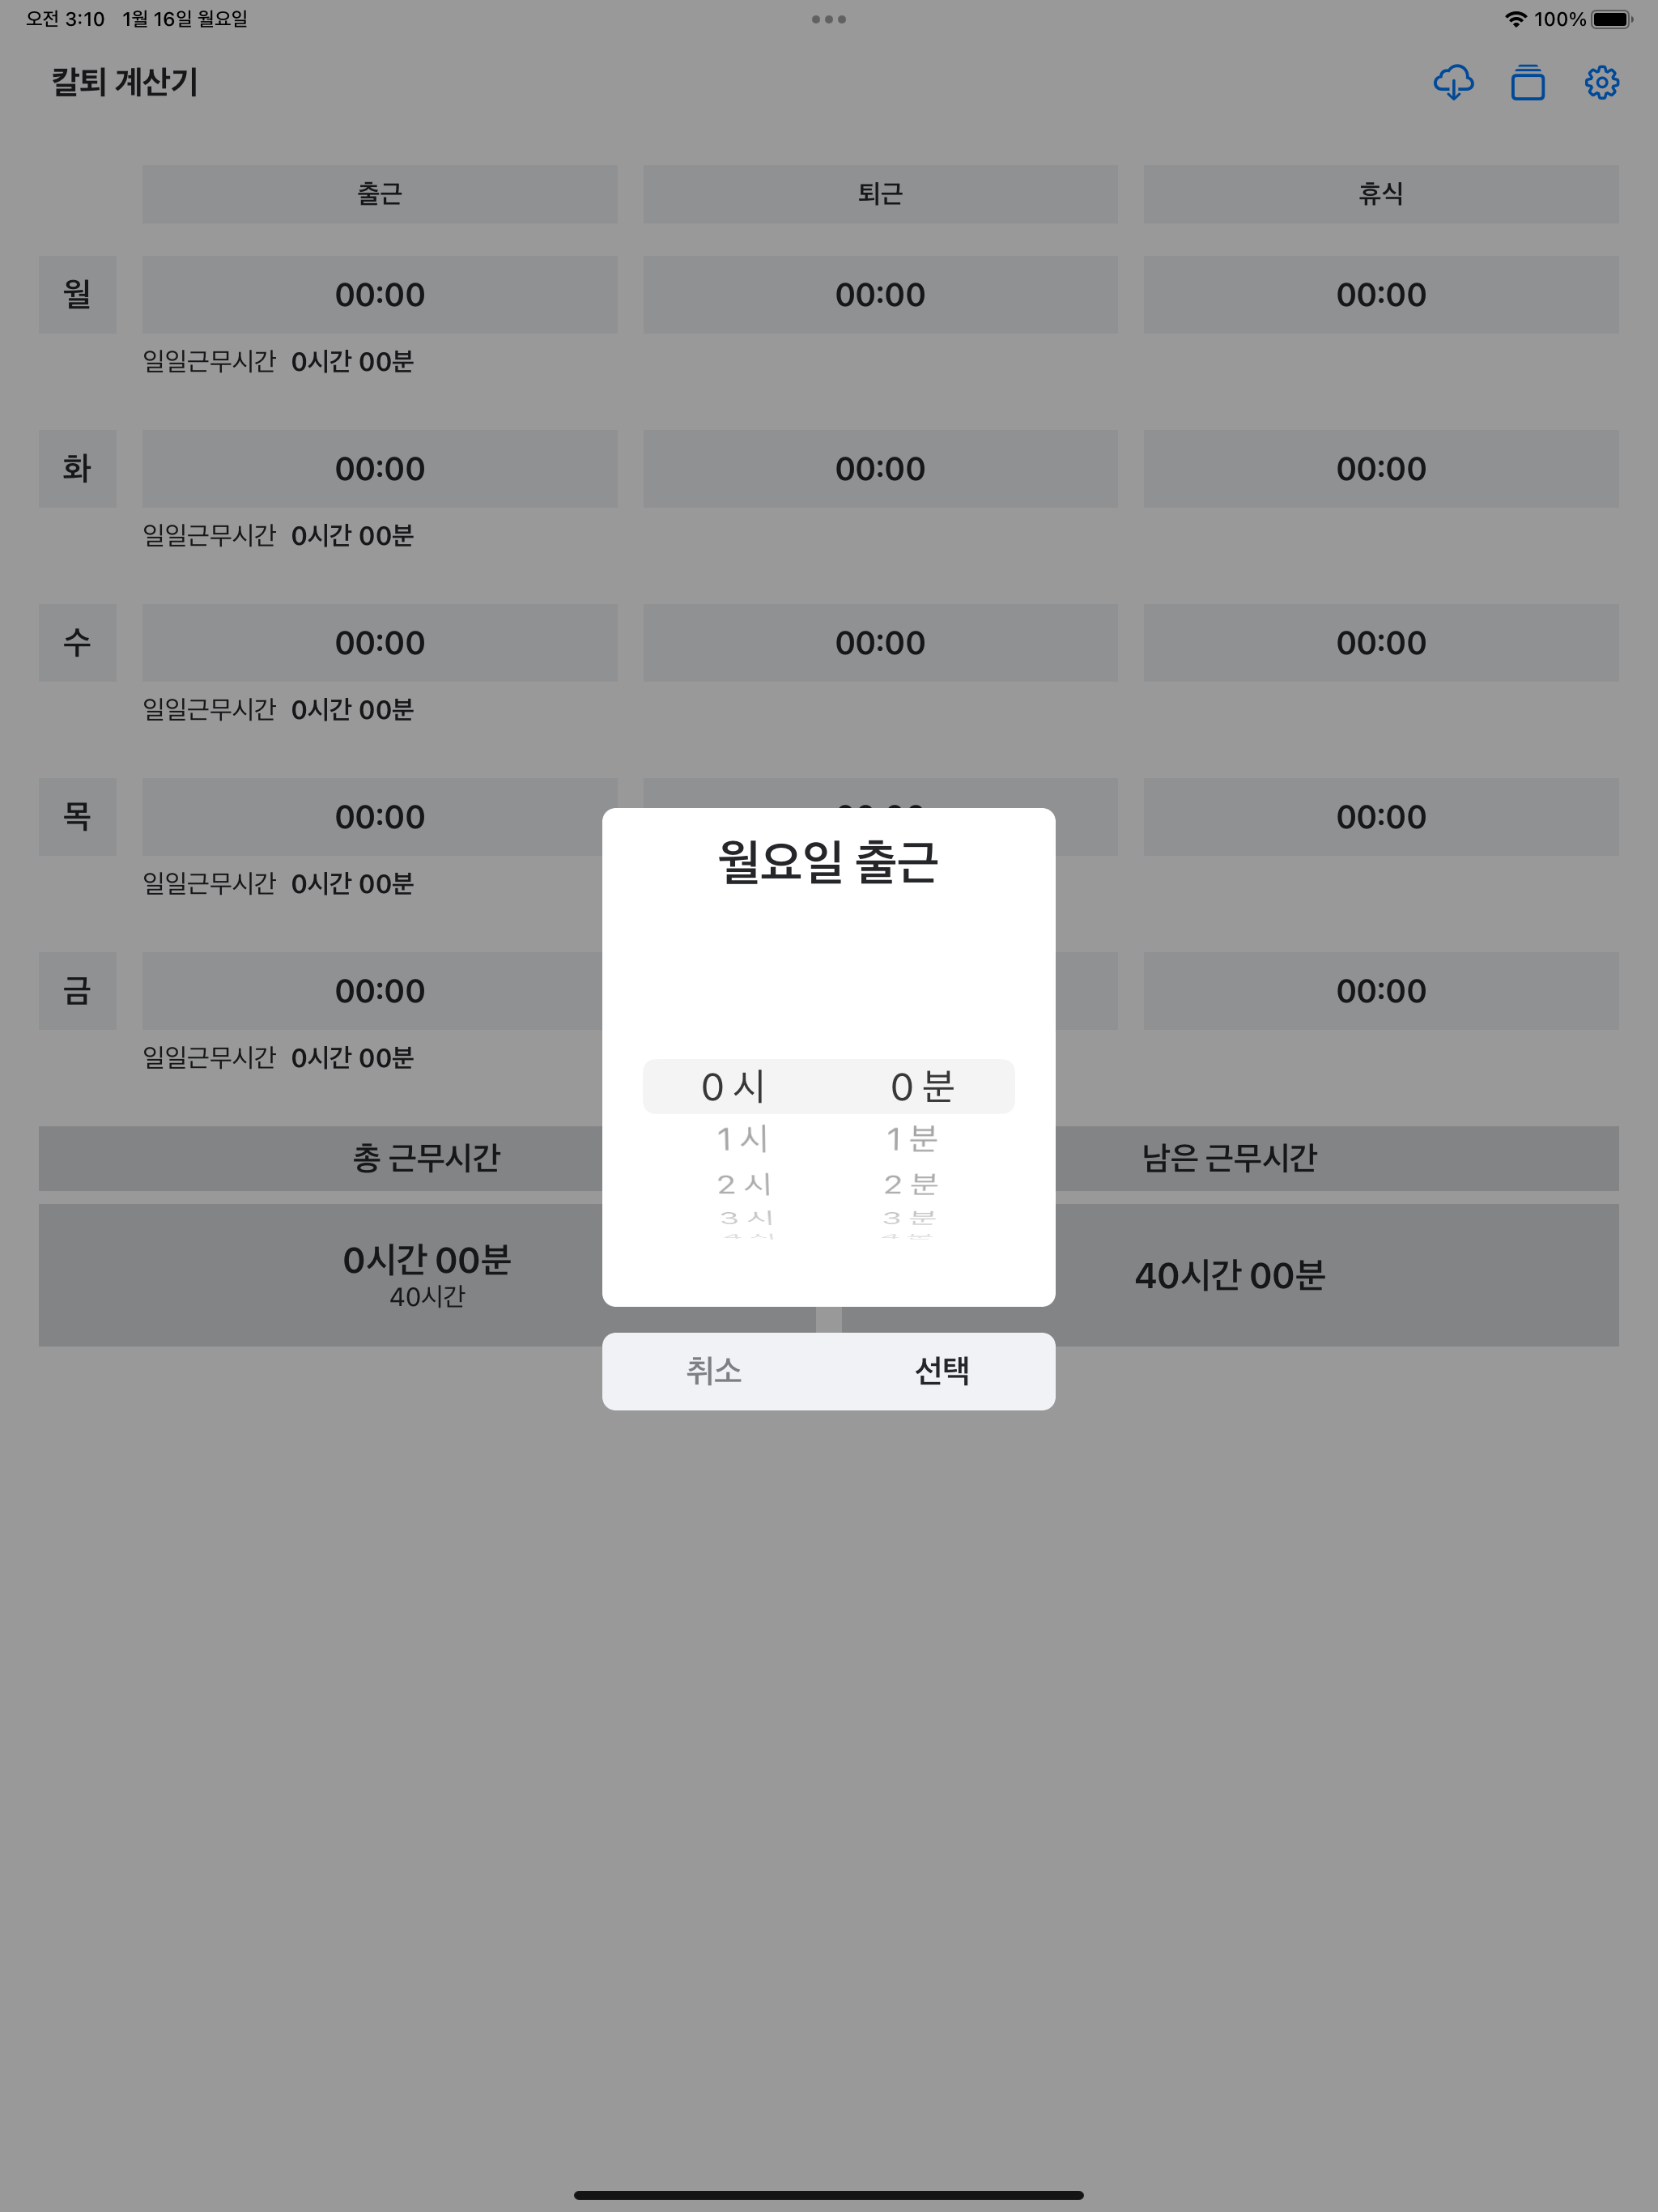 오전 3:10 1월 16일 월요일 100%
칼퇴 계산기
출근 퇴근 휴식
월 00:00 00:00 00:00
일일근무시간 0시간 00분
화 00:00 00:00 00:00
일일근무시간 0시간 00분
수 00:00 00:00 00:00
일일근무시간 0시간 00분
목 00:00 00:00
일일근무시간 0시간 00분
금 00:00 00:00
일일근무시간 0시간 00분
월요일 출근
0 시 0 분
1 시 1 분
2 시 2 분
3 시 3 분
4 시 4 분
취소 선택
총 근무시간 남은 근무시간
0시간 00분 40시간 00분
40시간